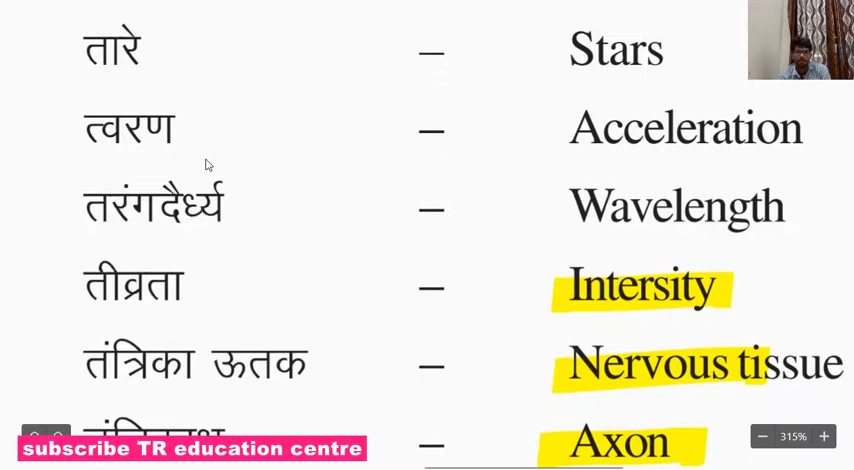 तारे – Stars
त्वरण – Acceleration
तरंगदैर्ध्य – Wavelength
तीव्रता – Intersity
तंत्रिका ऊतक – Nervous tissue
– Axon
subscribe TR education centre
315%